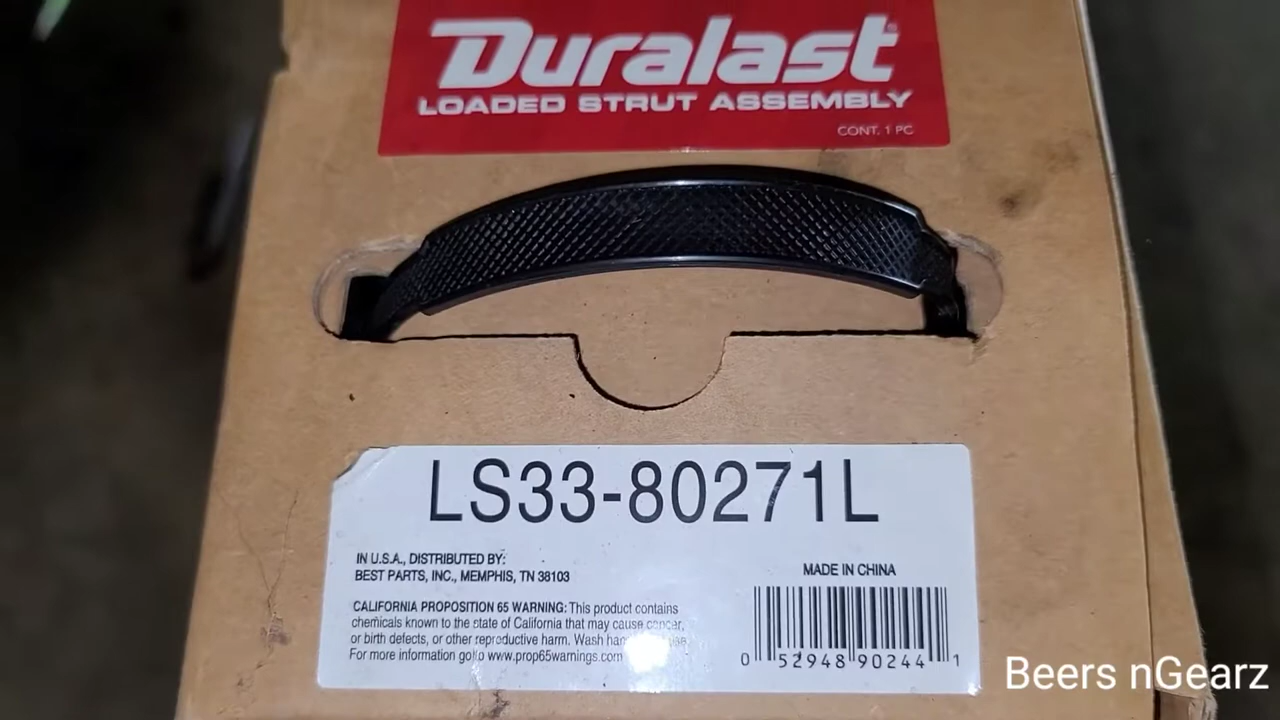 Duralast
LOADED STRUT ASSEMBLY
CONT. 1 PC
LS33-80271L
IN U.S.A., DISTRIBUTED BY:
BEST PARTS, INC., MEMPHIS, TN 38103
MADE IN CHINA
CALIFORNIA PROPOSITION 65 WARNING: This product contains
chemicals known to the state of California that may cause cancer,
or birth defects, or other reproductive harm. Wash use.
For more information go to www.prop65warnings.com
0 52948 90244 1
Beers nGearz